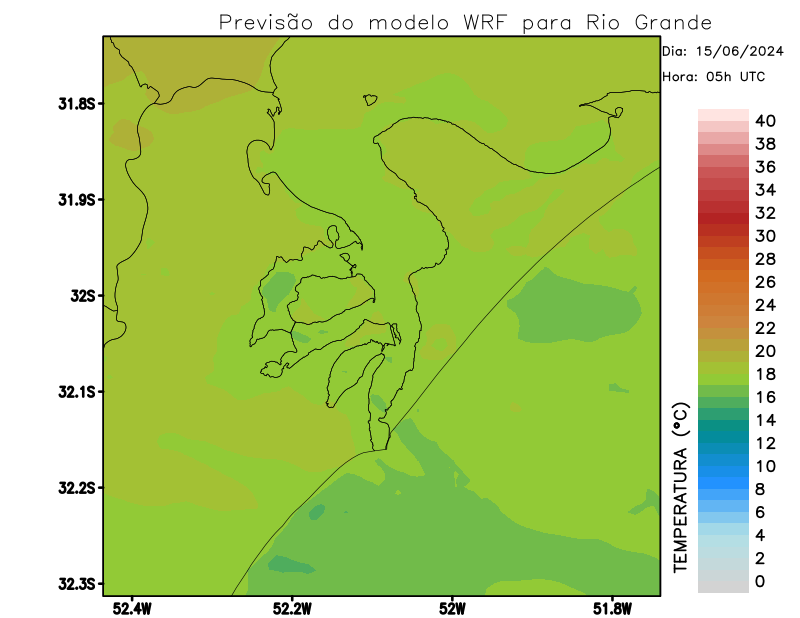 Previsão do modelo WRF para Rio Grande
Dia: 15/06/2024
Hora: 05h UTC
31.8S
31.9S
32S
32.1S
32.2S
32.3S
52.4W
52.2W
52W
51.8W
TEMPERATURA (°C)
40
38
36
34
32
30
28
26
24
22
20
18
16
14
12
10
8
6
4
2
0